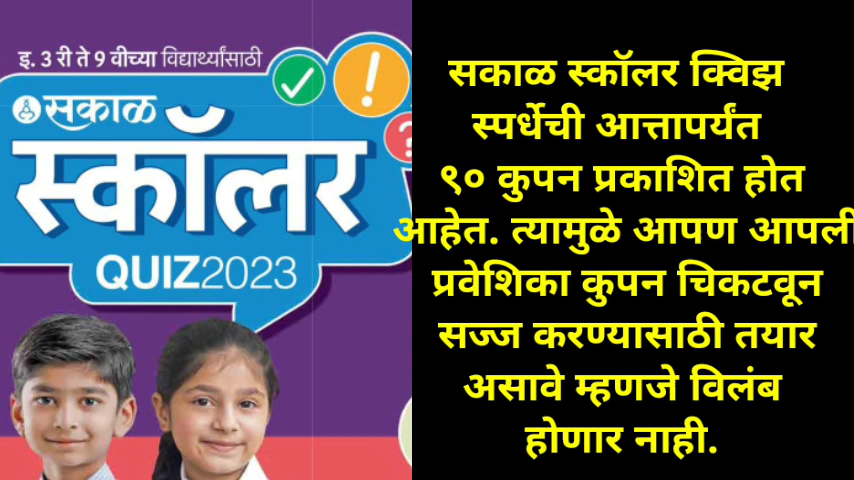 इ. 3 री ते 9 वीच्या विद्यार्थ्यांसाठी
सकाळ
स्कॉलर
QUIZ2023
सकाळ स्कॉलर क्विझ
स्पर्धेची आत्तापर्यंत
९० कुपन प्रकाशित होत
आहेत. त्यामुळे आपण आपली
प्रवेशिका कुपन चिकटवून
सज्ज करण्यासाठी तयार
असावे म्हणजे विलंब
होणार नाही.